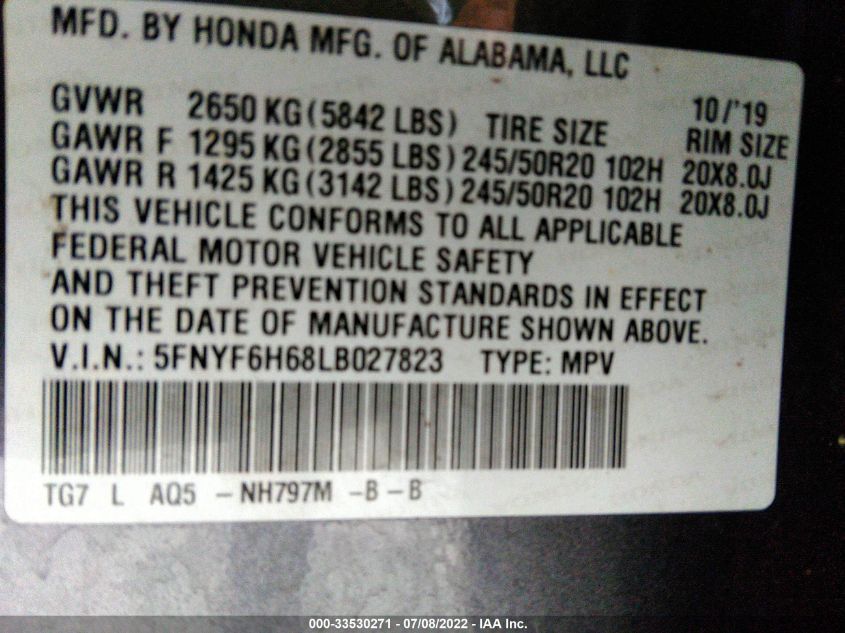 MFD. BY HONDA MFG. OF ALABAMA, LLC
10/'19
GVWR 2650 KG (5842 LBS) TIRE SIZE RIM SIZE
GAWR F 1295 KG (2855 LBS) 245/50R20 102H 20X8.0J
GAWR R 1425 KG (3142 LBS) 245/50R20 102H 20X8.0J
THIS VEHICLE CONFORMS TO ALL APPLICABLE
FEDERAL MOTOR VEHICLE SAFETY
AND THEFT PREVENTION STANDARDS IN EFFECT
ON THE DATE OF MANUFACTURE SHOWN ABOVE.
V.I.N.: 5FNYF6H68LB027823 TYPE: MPV
TG7 L AQ5 -NH797M -B -B
000-33530271 - 07/08/2022 - IAA Inc.